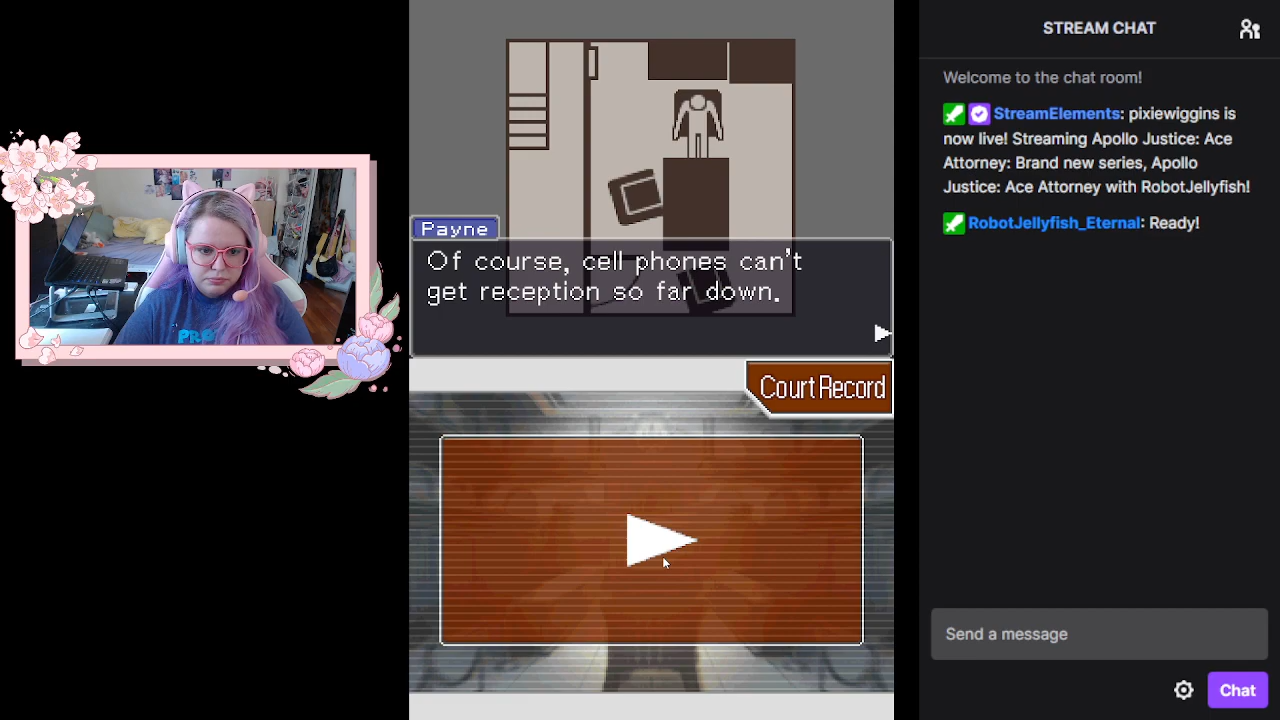 STREAM CHAT
Welcome to the chat room!
StreamElements: pixiewiggins is
now live! Streaming Apollo Justice: Ace
Attorney: Brand new series, Apollo
Justice: Ace Attorney with RobotJellyfish!
RobotJellyfish_Eternal: Ready!
Payne
Of course, cell phones can't
get reception so far down.
Court Record
Send a message
Chat